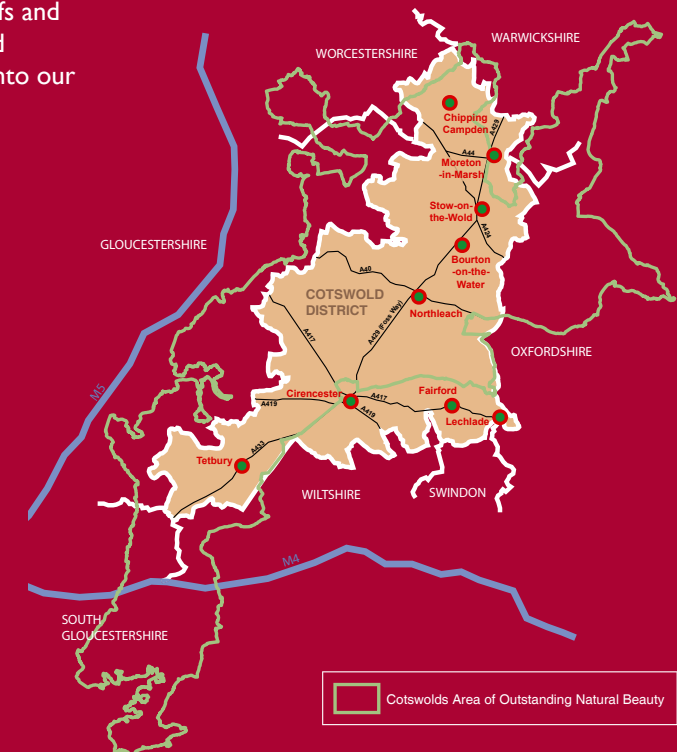 fs and
d
nto our
WORCESTERSHIRE
WARWICKSHIRE
Chipping
Campden
A429
A44
Moreton
-in-Marsh
Stow-on-
the-Wold
A424
GLOUCESTERSHIRE
Bourton
-on-the-
Water
A40
COTSWOLD
DISTRICT
Northleach
A429 (Foss Way)
A417
OXFORDSHIRE
M5
Cirencester
A417
Fairford
A419
A419
Lechlade
A433
Tetbury
WILTSHIRE
SWINDON
M4
SOUTH
GLOUCESTERSHIRE
Cotswolds Area of Outstanding Natural Beauty